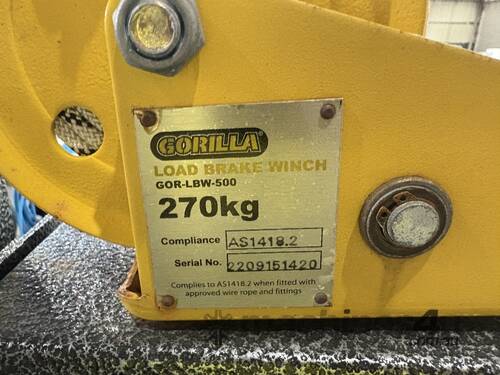 GORILLA
LOAD BRAKE WINCH
GOR-LBW-500
270kg
Compliance AS1418.2
Serial No. 2209151420
Complies to AS1418.2 when fitted with
approved wire rope and fittings